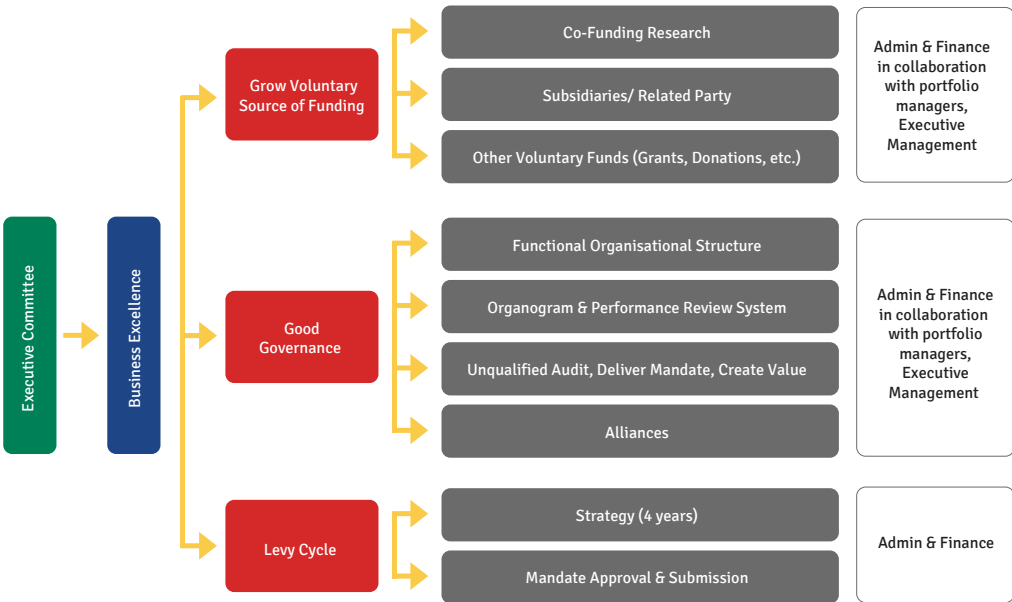 Executive Committee
Business Excellence
Grow Voluntary
Source of Funding
Co-Funding Research
Subsidiaries/ Related Party
Other Voluntary Funds (Grants, Donations, etc.)
Admin & Finance
in collaboration
with portfolio
managers,
Executive
Management
Good
Governance
Functional Organisational Structure
Organogram & Performance Review System
Unqualified Audit, Deliver Mandate, Create Value
Alliances
Admin & Finance
in collaboration
with portfolio
managers,
Executive
Management
Levy Cycle
Strategy (4 years)
Mandate Approval & Submission
Admin & Finance